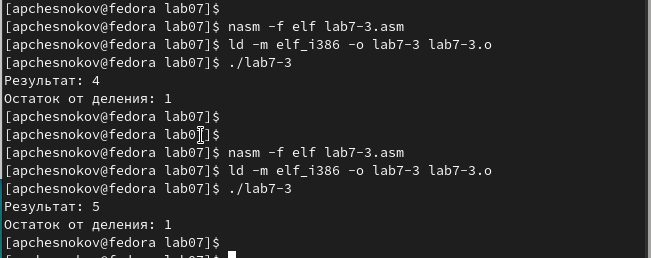 [apchesnokov@fedora lab07]$
[apchesnokov@fedora lab07]$ nasm -f elf lab7-3.asm
[apchesnokov@fedora lab07]$ ld -m elf_i386 -o lab7-3 lab7-3.o
[apchesnokov@fedora lab07]$ ./lab7-3
Результат: 4
Остаток от деления: 1
[apchesnokov@fedora lab07]$
[apchesnokov@fedora lab07]$
[apchesnokov@fedora lab07]$ nasm -f elf lab7-3.asm
[apchesnokov@fedora lab07]$ ld -m elf_i386 -o lab7-3 lab7-3.o
[apchesnokov@fedora lab07]$ ./lab7-3
Результат: 5
Остаток от деления: 1
[apchesnokov@fedora lab07]$